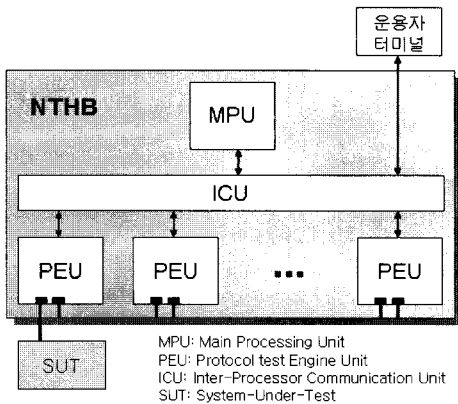 운용자
터미널
NTHB
MPU
ICU
PEU
PEU
PEU
SUT
MPU: Main Processing Unit
PEU: Protocol test Engine Unit
ICU: Inter-Processor Communication Unit
SUT: System-Under-Test